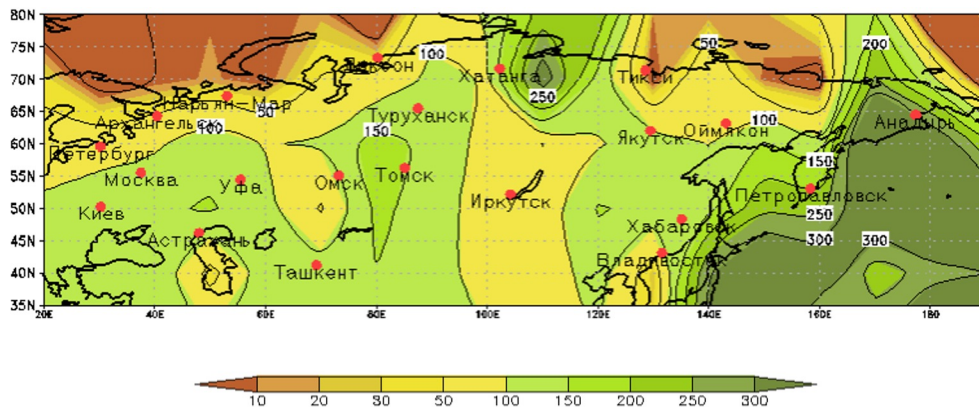 80N
75N
70N
65N
60N
55N
50N
45N
40N
35N
100
50
200
Диксон
Хатанга
Тикси
250
Нарьян-Мар
50
Туруханск
100
Архангельск
100
150
Якутск
Оймякон
Анадырь
Петербург
Москва
Уфа
Омск
Томск
150
Иркутск
Петропавловск
Киев
250
Хабаровск
Астрахань
300
300
Владивосток
Ташкент
20E
40E
60E
80E
100E
120E
140E
160E
180
10
20
30
50
100
150
200
250
300